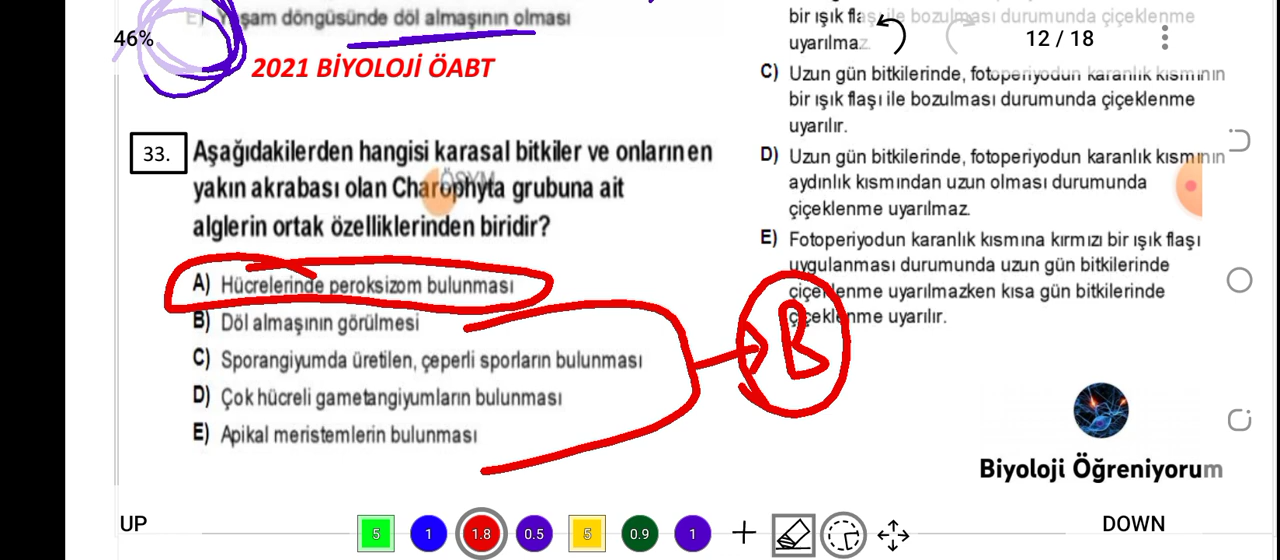 E) Yaşam döngüsünde döl almaşının olması
46%
2021 BİYOLOJİ ÖABT
33.
Aşağıdakilerden hangisi karasal bitkiler ve onların en
yakın akrabası olan Charophyta grubuna ait
alglerin ortak özelliklerinden biridir?
ÖSYM
A) Hücrelerinde peroksizom bulunması
B) Döl almaşının görülmesi
C) Sporangiyumda üretilen, çeperli sporların bulunması
D) Çok hücreli gametangiyumların bulunması
E) Apikal meristemlerin bulunması
bir ışık flaşı ile bozulması durumunda çiçeklenme
uyarılmaz.
12 / 18
C) Uzun gün bitkilerinde, fotoperiyodun karanlık kısmının
bir ışık flaşı ile bozulması durumunda çiçeklenme
uyarılır.
D) Uzun gün bitkilerinde, fotoperiyodun karanlık kısmının
aydınlık kısmından uzun olması durumunda
çiçeklenme uyarılmaz.
E) Fotoperiyodun karanlık kısmına kırmızı bir ışık flaşı
uygulanması durumunda uzun gün bitkilerinde
çiçeklenme uyarılmazken kısa gün bitkilerinde
çiçeklenme uyarılır.
B
Biyoloji Öğreniyorum
UP
5 1 1.8 0.5 5 0.9 1
DOWN